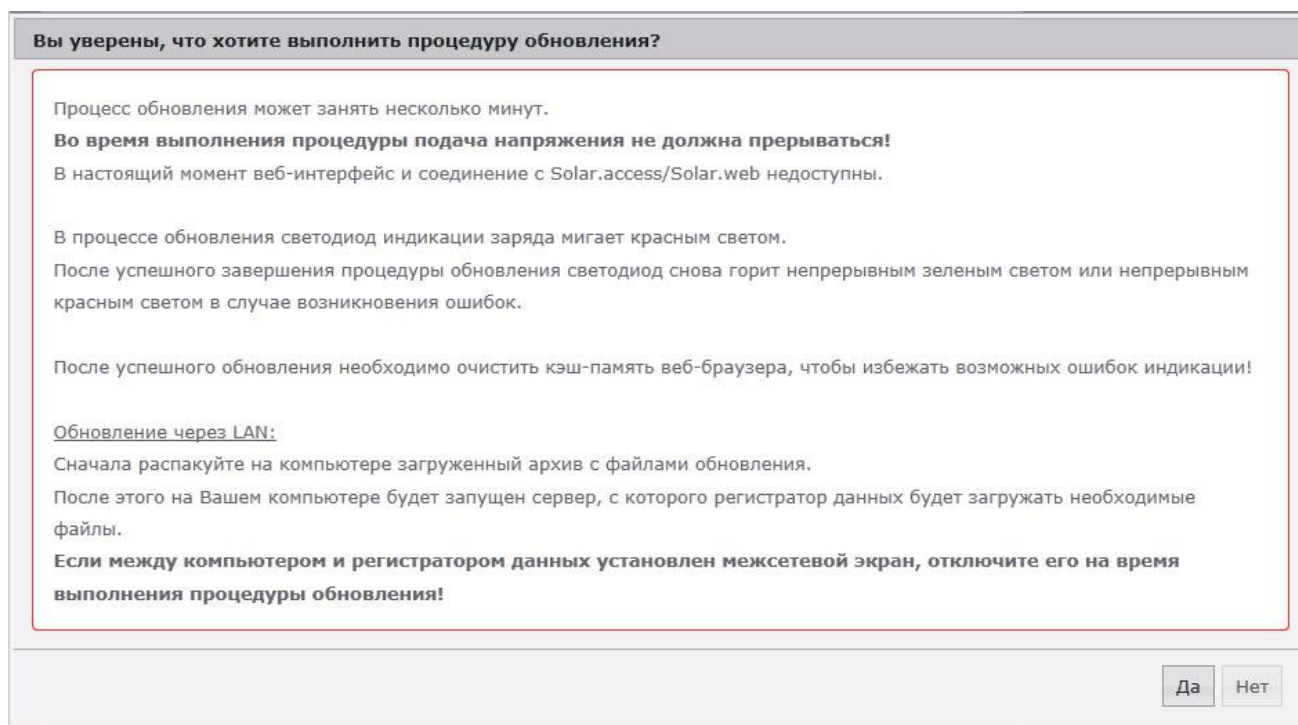 Вы уверены, что хотите выполнить процедуру обновления?
Процесс обновления может занять несколько минут.
Во время выполнения процедуры подача напряжения не должна прерываться!
В настоящий момент веб-интерфейс и соединение с Solar.access/Solar.web недоступны.
В процессе обновления светодиод индикации заряда мигает красным светом.
После успешного завершения процедуры обновления светодиод снова горит непрерывным зеленым светом или непрерывным
красным светом в случае возникновения ошибок.
После успешного обновления необходимо очистить кэш-память веб-браузера, чтобы избежать возможных ошибок индикации!
Обновление через LAN:
Сначала распакуйте на компьютере загруженный архив с файлами обновления.
После этого на Вашем компьютере будет запущен сервер, с которого регистратор данных будет загружать необходимые
файлы.
Если между компьютером и регистратором данных установлен межсетевой экран, отключите его на время
выполнения процедуры обновления!
Да Нет